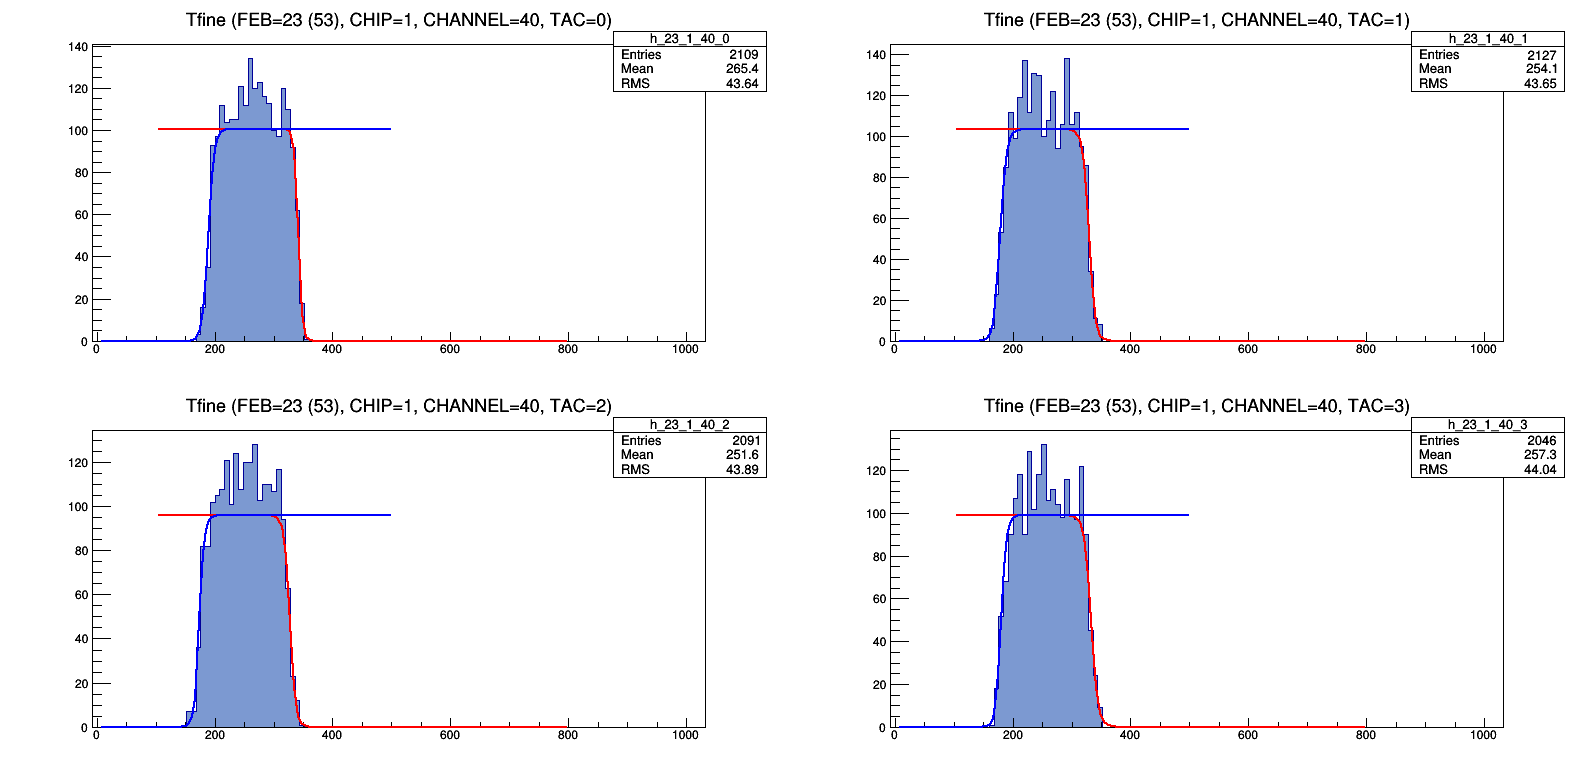 Tfine (FEB=23 (53), CHIP=1, CHANNEL=40, TAC=0)
h_23_1_40_0
Entries 2109
Mean 265.4
RMS 43.64
140
120
100
80
60
40
20
0
0 200 400 600 800 1000
Tfine (FEB=23 (53), CHIP=1, CHANNEL=40, TAC=1)
h_23_1_40_1
Entries 2127
Mean 254.1
RMS 43.65
140
120
100
80
60
40
20
0
0 200 400 600 800 1000
Tfine (FEB=23 (53), CHIP=1, CHANNEL=40, TAC=2)
h_23_1_40_2
Entries 2091
Mean 251.6
RMS 43.89
120
100
80
60
40
20
0
0 200 400 600 800 1000
Tfine (FEB=23 (53), CHIP=1, CHANNEL=40, TAC=3)
h_23_1_40_3
Entries 2046
Mean 257.3
RMS 44.04
120
100
80
60
40
20
0
0 200 400 600 800 1000